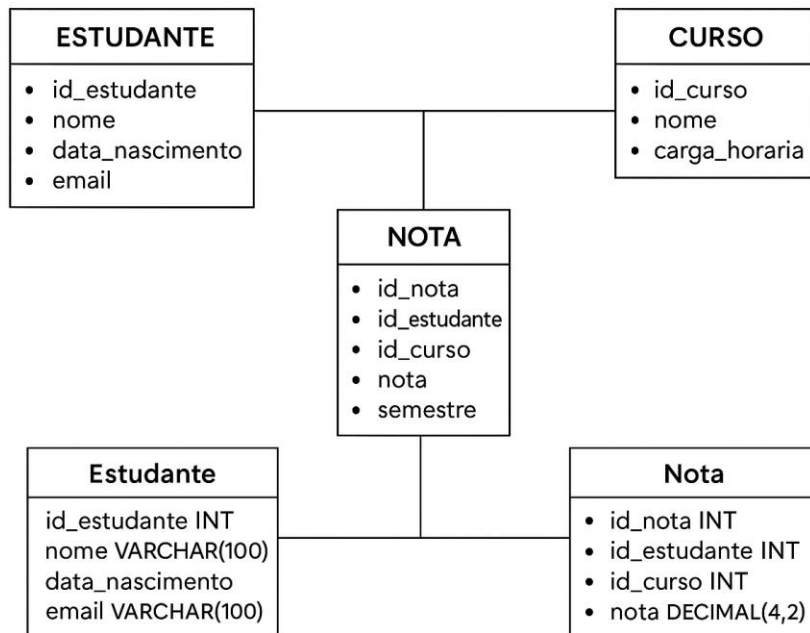 ESTUDANTE
• id_estudante
• nome
• data_nascimento
• email
CURSO
• id_curso
• nome
• carga_horaria
NOTA
• id_nota
• id_estudante
• id_curso
• nota
• semestre
Estudante
id_estudante INT
nome VARCHAR(100)
data_nascimento
email VARCHAR(100)
Nota
• id_nota INT
• id_estudante INT
• id_curso INT
• nota DECIMAL(4,2)